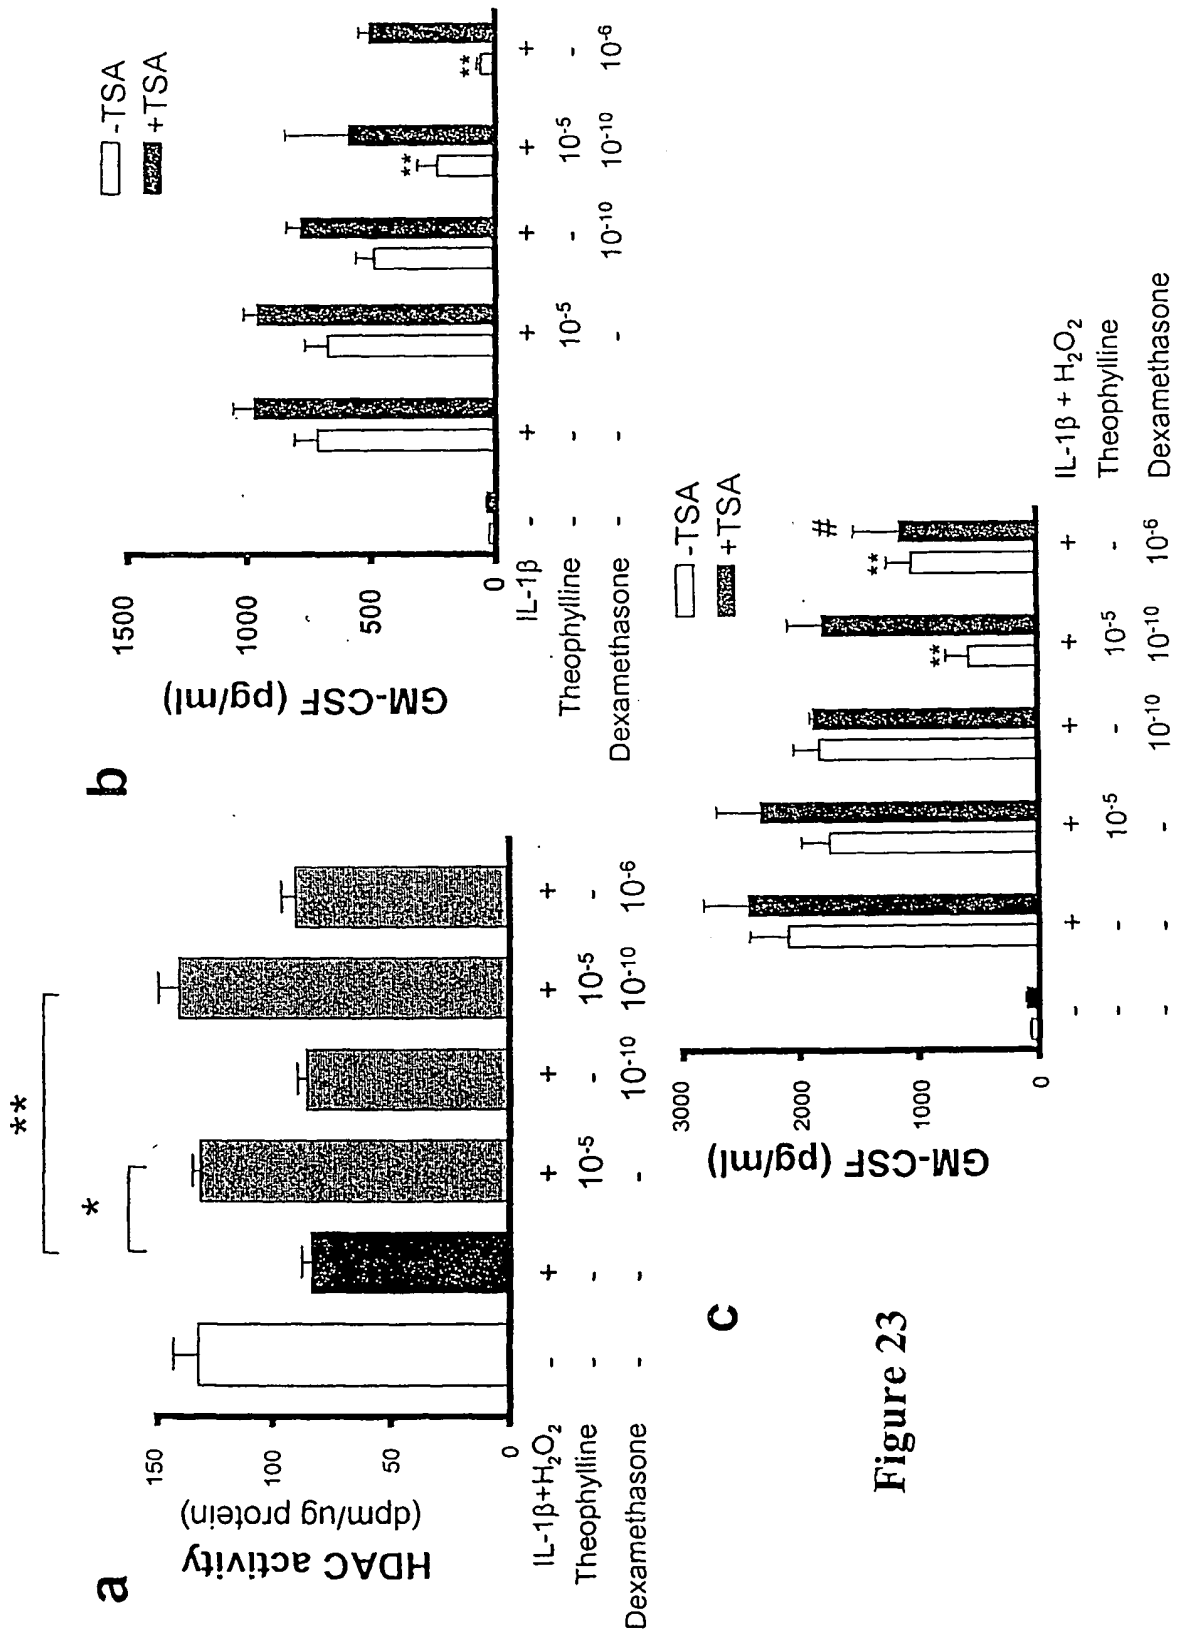 a
**
*
HDAC activity
(dpm/ug protein)
150
100
50
0
IL-1β+H₂O₂ - + + + + +
Theophylline - - 10⁻⁵ - 10⁻⁵ -
Dexamethasone - - - 10⁻¹⁰ 10⁻¹⁰ 10⁻⁶
b
-TSA
+TSA
GM-CSF (pg/ml)
1500
1000
500
0
** **
IL-1β - + + + + +
Theophylline - - 10⁻⁵ - 10⁻⁵ -
Dexamethasone - - - 10⁻¹⁰ 10⁻¹⁰ 10⁻⁶
c
-TSA
+TSA
GM-CSF (pg/ml)
3000
2000
1000
0
** ** #
- + + + + + IL-1β + H₂O₂
- - 10⁻⁵ - 10⁻⁵ - Theophylline
- - - 10⁻¹⁰ 10⁻¹⁰ 10⁻⁶ Dexamethasone
Figure 23